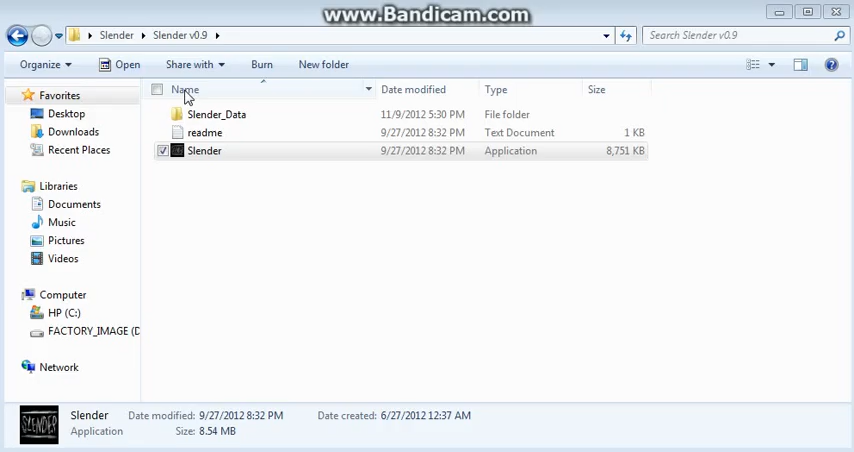 www.Bandicam.com
Slender Slender v0.9 Search Slender v0.9
Organize Open Share with Burn New folder
Favorites
Desktop
Downloads
Recent Places
Libraries
Documents
Music
Pictures
Videos
Computer
HP (C:)
FACTORY_IMAGE (D
Network
Name Date modified Type Size
Slender_Data 11/9/2012 5:30 PM File folder
readme 9/27/2012 8:32 PM Text Document 1 KB
Slender 9/27/2012 8:32 PM Application 8,751 KB
SLENDER
Slender Date modified: 9/27/2012 8:32 PM Date created: 6/27/2012 12:37 AM
Application Size: 8.54 MB